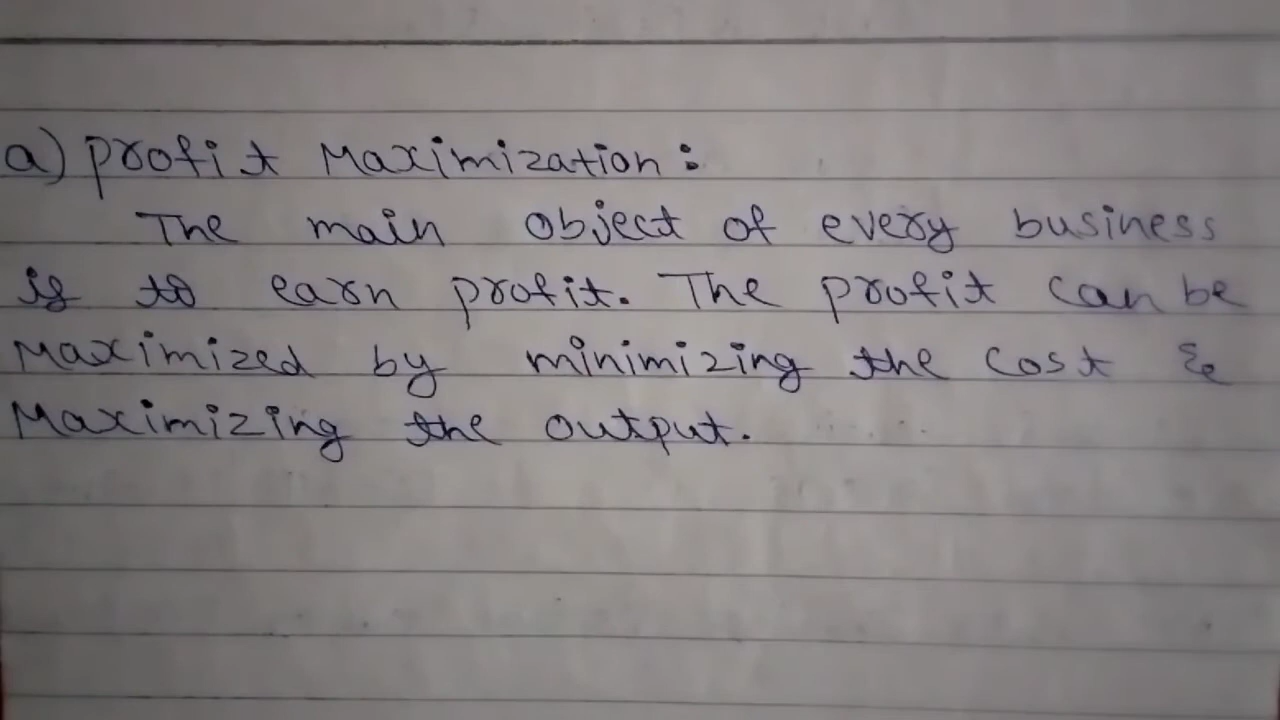 a) Profit Maximization:
The main object of every business
is to earn profit. The profit can be
Maximized by minimizing the cost &
Maximizing the output.